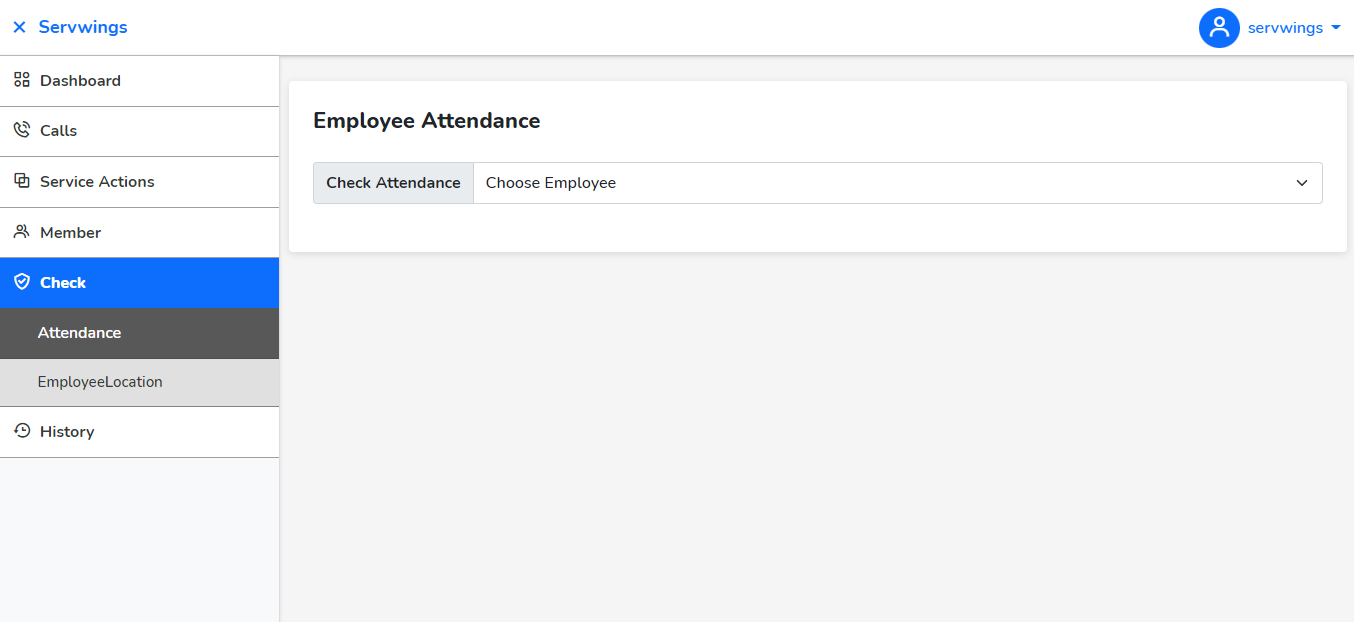 Servwings
servwings
Dashboard
Calls
Service Actions
Member
Check
Attendance
EmployeeLocation
History
Employee Attendance
Check Attendance Choose Employee